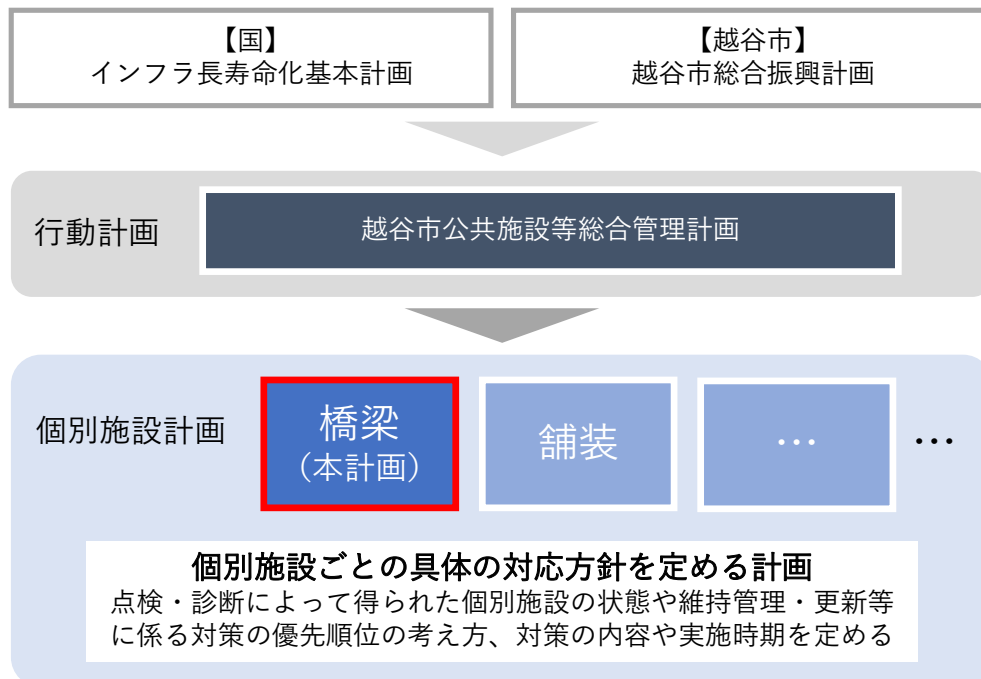 【国】
インフラ長寿命化基本計画
【越谷市】
越谷市総合振興計画
行動計画
越谷市公共施設等総合管理計画
個別施設計画
橋梁
（本計画）
舗装
…
…
個別施設ごとの具体の対応方針を定める計画
点検・診断によって得られた個別施設の状態や維持管理・更新等
に係る対策の優先順位の考え方、対策の内容や実施時期を定める